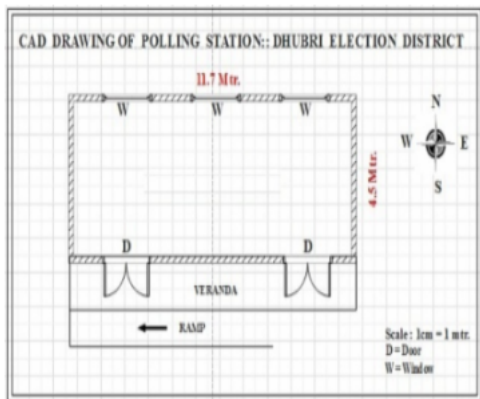 CAD DRAWING OF POLLING STATION:: DHUBRI ELECTION DISTRICT
11.7 Mtr.
W W W
N
W E
S
4.5 Mtr.
D D
VERANDA
RAMP
Scale : 1cm = 1 mtr.
D=Door
W=Window